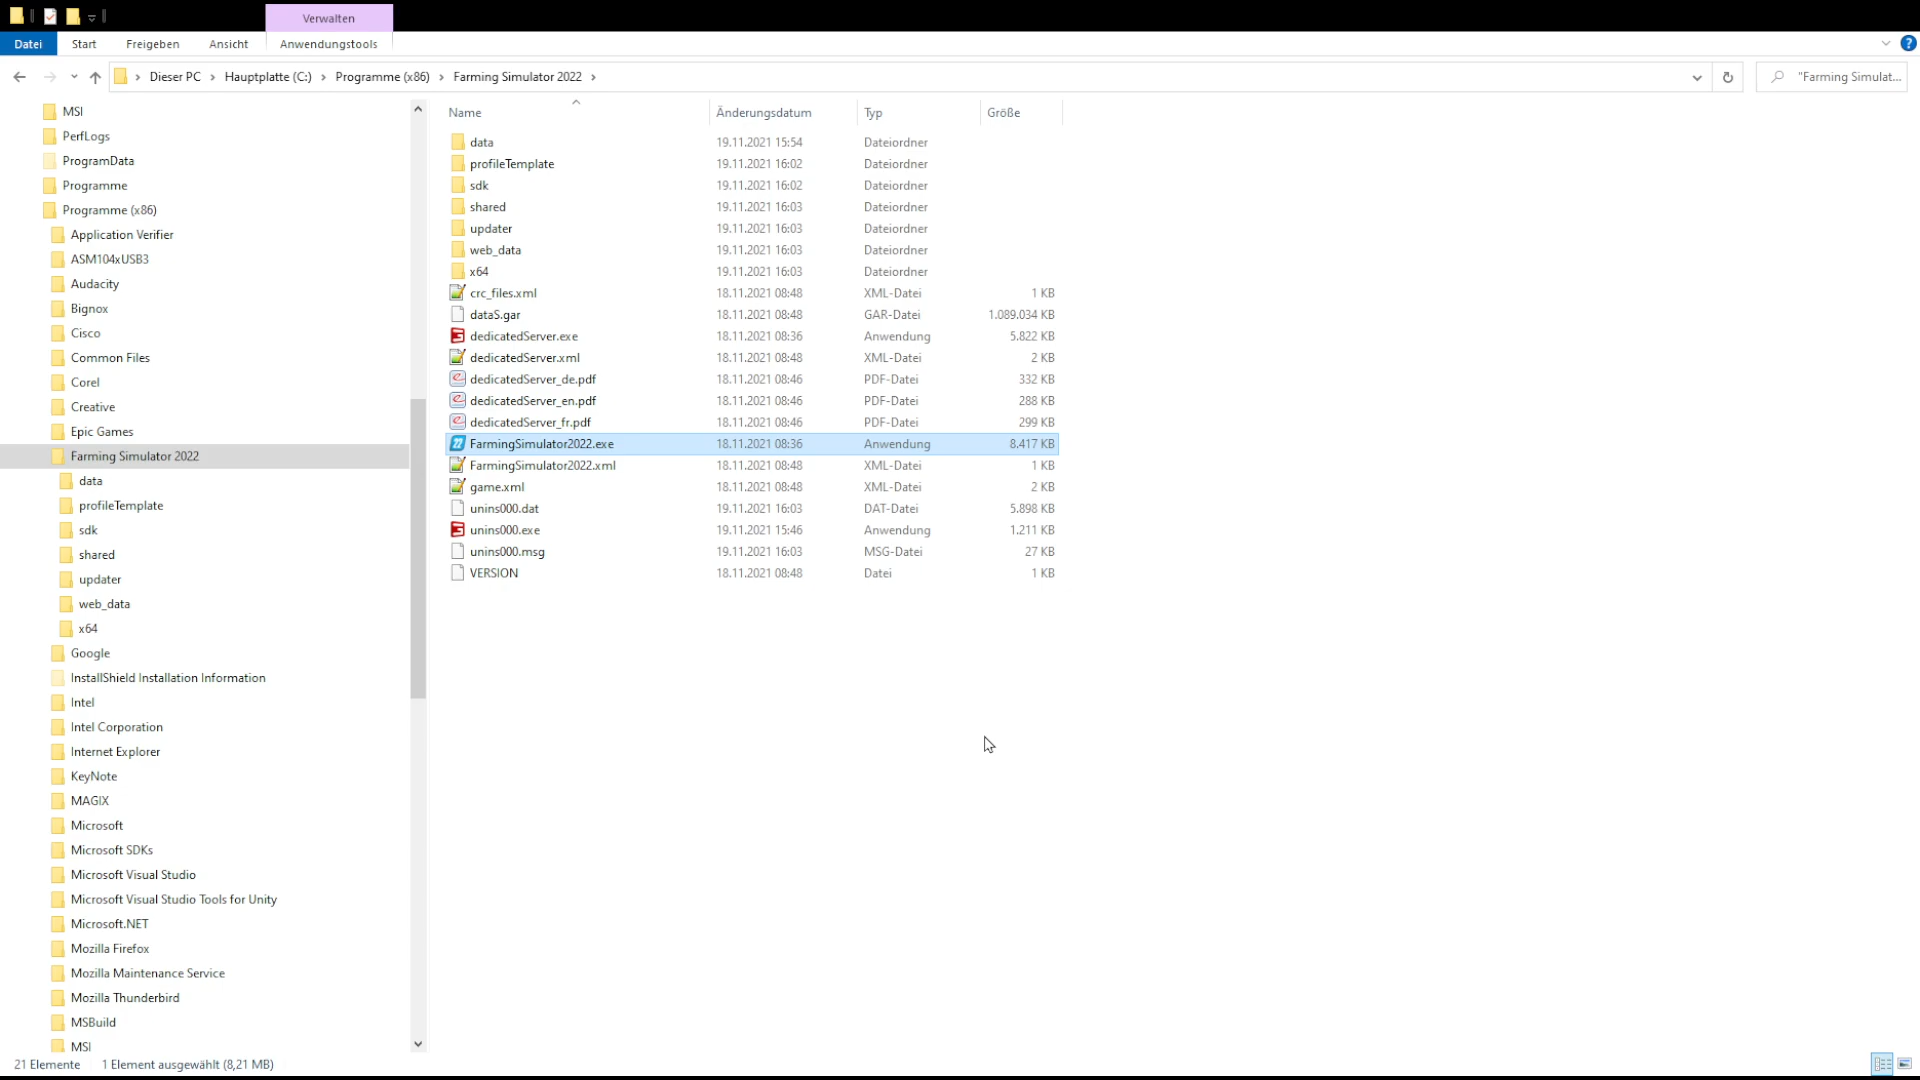 Verwalten
Datei Start Freigeben Ansicht Anwendungstools
Dieser PC Hauptplatte (C:) Programme (x86) Farming Simulator 2022 "Farming Simulat...
MSI
PerfLogs
ProgramData
Programme
Programme (x86)
Application Verifier
ASM104xUSB3
Audacity
Bignox
Cisco
Common Files
Corel
Creative
Epic Games
Farming Simulator 2022
data
profileTemplate
sdk
shared
updater
web_data
x64
Google
InstallShield Installation Information
Intel
Intel Corporation
Internet Explorer
KeyNote
MAGIX
Microsoft
Microsoft SDKs
Microsoft Visual Studio
Microsoft Visual Studio Tools for Unity
Microsoft.NET
Mozilla Firefox
Mozilla Maintenance Service
Mozilla Thunderbird
MSBuild
MSI
Name Änderungsdatum Typ Größe
data 19.11.2021 15:54 Dateiordner
profileTemplate 19.11.2021 16:02 Dateiordner
sdk 19.11.2021 16:02 Dateiordner
shared 19.11.2021 16:03 Dateiordner
updater 19.11.2021 16:03 Dateiordner
web_data 19.11.2021 16:03 Dateiordner
x64 19.11.2021 16:03 Dateiordner
crc_files.xml 18.11.2021 08:48 XML-Datei 1 KB
dataS.gar 18.11.2021 08:48 GAR-Datei 1.089.034 KB
dedicatedServer.exe 18.11.2021 08:36 Anwendung 5.822 KB
dedicatedServer.xml 18.11.2021 08:48 XML-Datei 2 KB
dedicatedServer_de.pdf 18.11.2021 08:46 PDF-Datei 332 KB
dedicatedServer_en.pdf 18.11.2021 08:46 PDF-Datei 288 KB
dedicatedServer_fr.pdf 18.11.2021 08:46 PDF-Datei 299 KB
FarmingSimulator2022.exe 18.11.2021 08:36 Anwendung 8.417 KB
FarmingSimulator2022.xml 18.11.2021 08:48 XML-Datei 1 KB
game.xml 18.11.2021 08:48 XML-Datei 2 KB
unins000.dat 19.11.2021 16:03 DAT-Datei 5.898 KB
unins000.exe 19.11.2021 15:46 Anwendung 1.211 KB
unins000.msg 19.11.2021 16:03 MSG-Datei 27 KB
VERSION 18.11.2021 08:48 Datei 1 KB
21 Elemente 1 Element ausgewählt (8,21 MB)